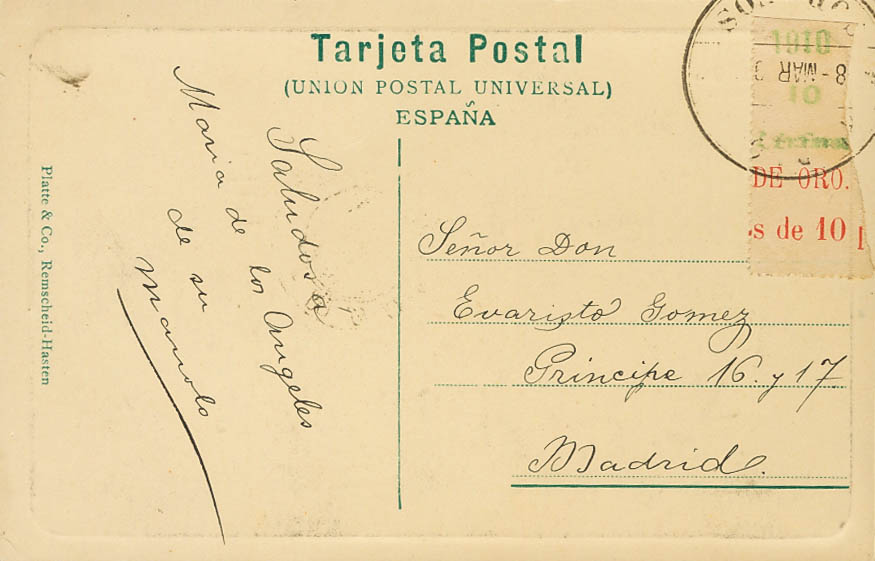 Tarjeta Postal
(UNION POSTAL UNIVERSAL)
ESPAÑA
1910
8 - MAR
10
DE ORO.
s de 10
Saludos a
Maria de los Angeles
de su
Manolo
Señor Don
Evaristo Gomez
Principe 16 y 17
Madrid.
Platte & Co., Remscheid-Hasten